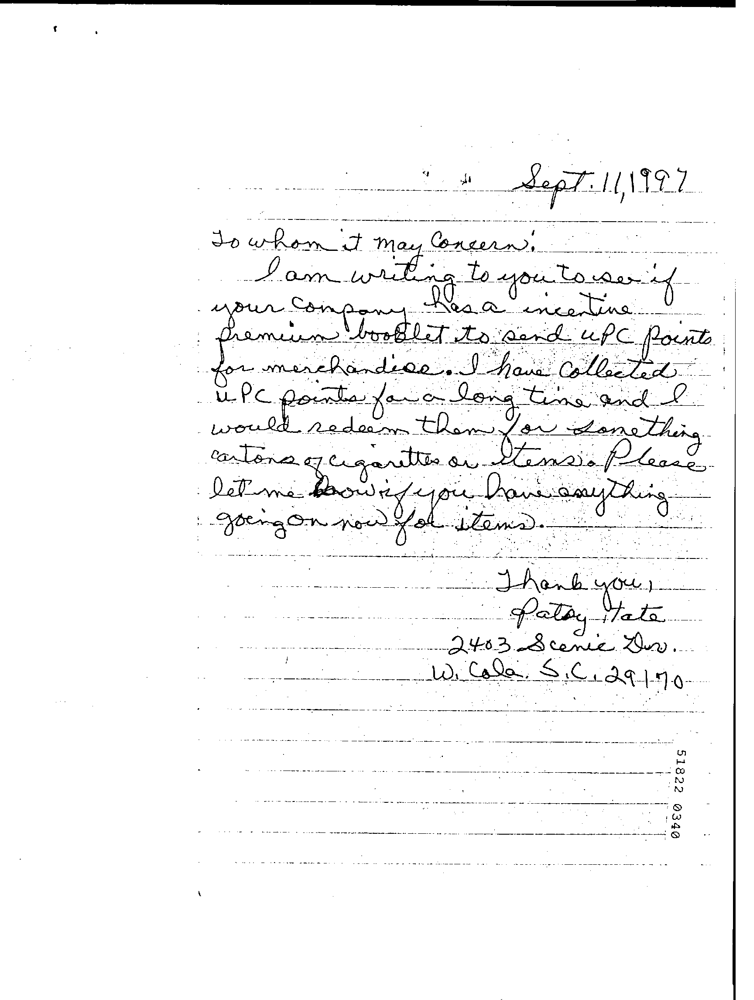 Sept. 11, 1997
To whom it may Concern:
I am writing to you to see if
your company has a incentive
premium booklet to send UPC points
for merchandise. I have collected
UPC points for a long time and I
would redeem them for something
cartons of cigarettes or items. Please
let me know if you have anything
going on now for items.
Thank you,
Patsy Tate
2403 Scenic Dr.
W. Cola. S.C. 29170
51822 0340